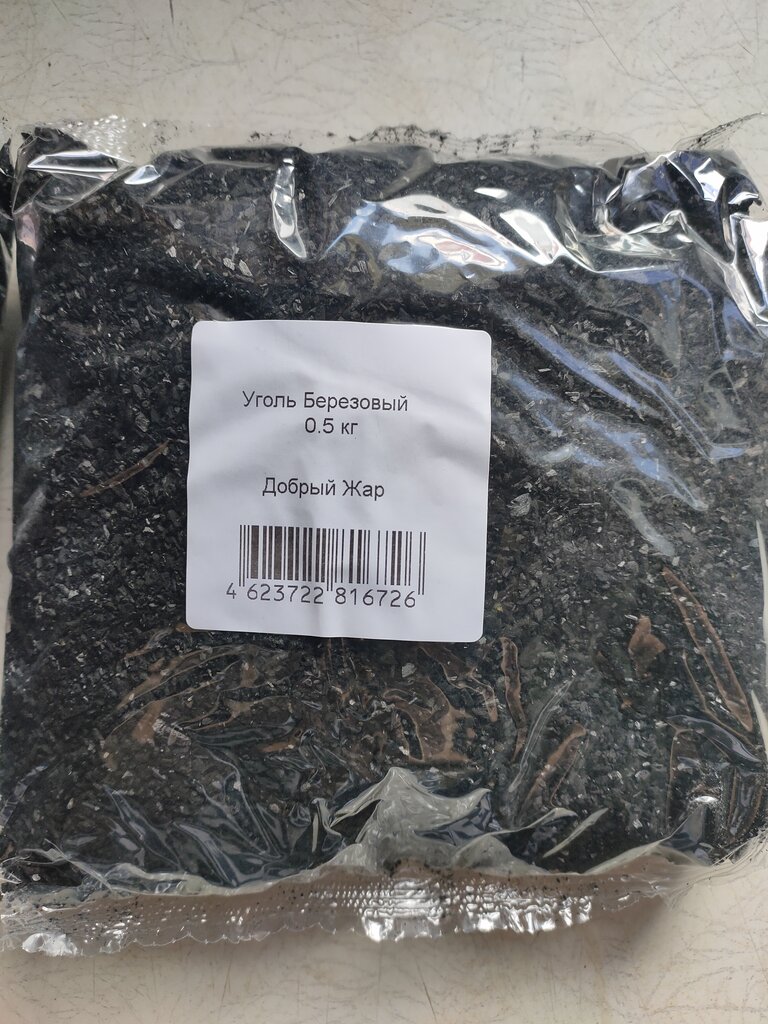 Уголь Березовый
0.5 кг
Добрый Жар
4 623722 816726